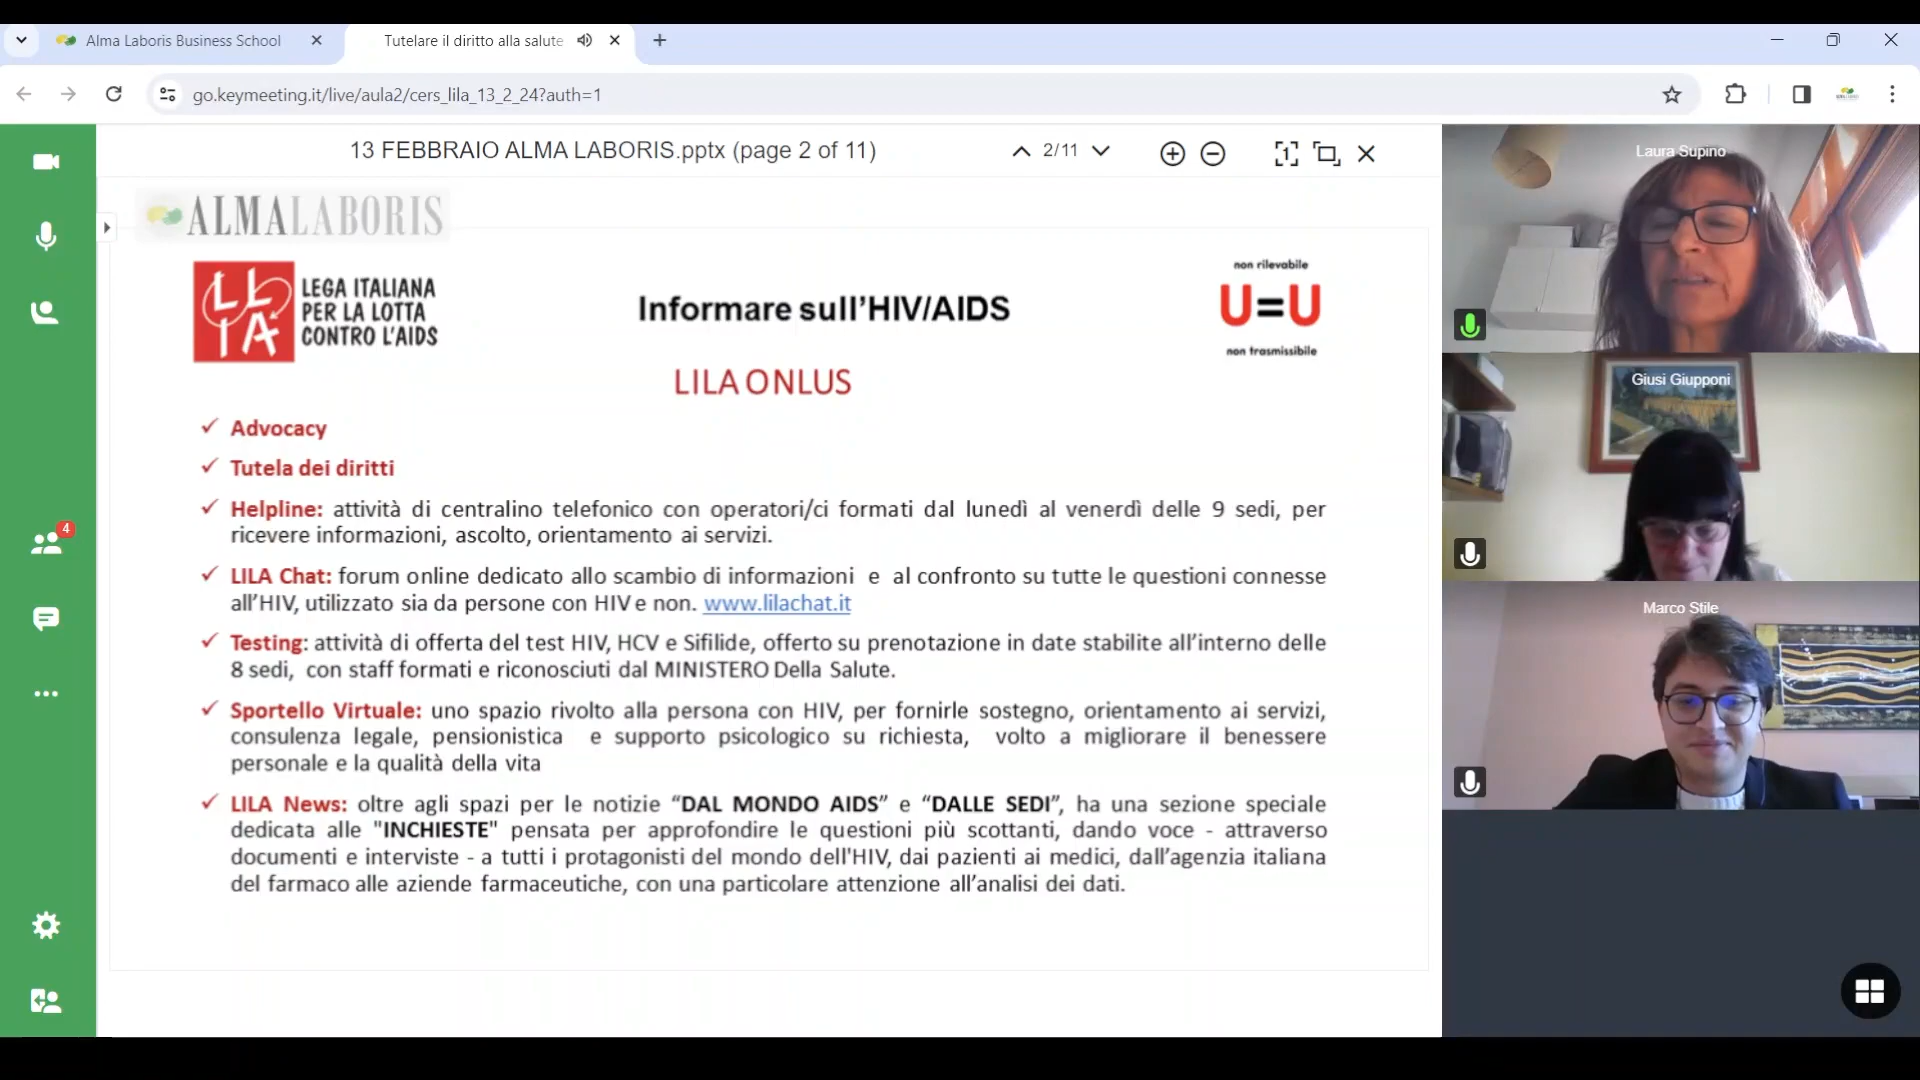 Alma Laboris Business School
Tutelare il diritto alla salute
go.keymeeting.it/live/aula2/cers_lila_13_2_24?auth=1
13 FEBBRAIO ALMA LABORIS.pptx (page 2 of 11)
2/11
1
ALMALABORIS
LILA
LEGA ITALIANA
PER LA LOTTA
CONTRO L'AIDS
Informare sull'HIV/AIDS
non rilevabile
U=U
non trasmissibile
LILA ONLUS
✓ Advocacy
✓ Tutela dei diritti
✓ Helpline: attività di centralino telefonico con operatori/ci formati dal lunedì al venerdì delle 9 sedi, per
ricevere informazioni, ascolto, orientamento ai servizi.
✓ LILA Chat: forum online dedicato allo scambio di informazioni e al confronto su tutte le questioni connesse
all'HIV, utilizzato sia da persone con HIV e non. www.lilachat.it
✓ Testing: attività di offerta del test HIV, HCV e Sifilide, offerto su prenotazione in date stabilite all'interno delle
8 sedi, con staff formati e riconosciuti dal MINISTERO Della Salute.
✓ Sportello Virtuale: uno spazio rivolto alla persona con HIV, per fornirle sostegno, orientamento ai servizi,
consulenza legale, pensionistica e supporto psicologico su richiesta, volto a migliorare il benessere
personale e la qualità della vita
✓ LILA News: oltre agli spazi per le notizie “DAL MONDO AIDS” e “DALLE SEDI”, ha una sezione speciale
dedicata alle "INCHIESTE" pensata per approfondire le questioni più scottanti, dando voce - attraverso
documenti e interviste - a tutti i protagonisti del mondo dell'HIV, dai pazienti ai medici, dall'agenzia italiana
del farmaco alle aziende farmaceutiche, con una particolare attenzione all'analisi dei dati.
4
Laura Supino
Giusi Giupponi
Marco Stile